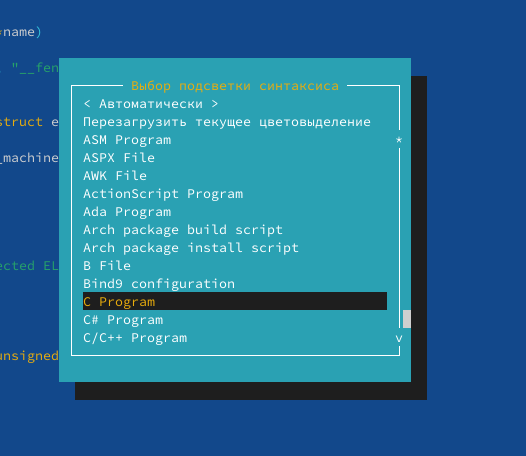 *name)
"__fen
Выбор подсветки синтаксиса
< Автоматически >
struct e
Перезагрузить текущее цветовыделение
ASM Program
*
_machine
ASPX File
AWK File
ActionScript Program
Ada Program
Arch package build script
Arch package install script
ected EL
B File
Bind9 configuration
C Program
C# Program
C/C++ Program
v
unsigned